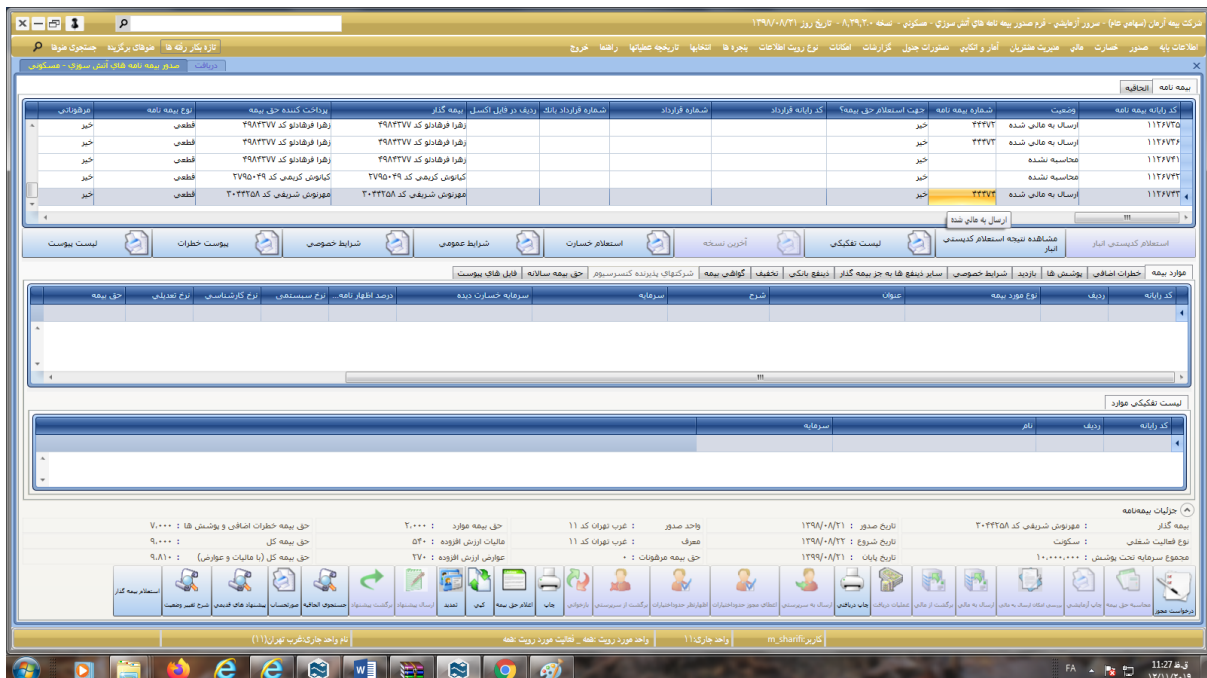 شرکت بیمه آرمان (سهامی عام) - سرور آزمایشی - فرم صدور بیمه نامه های آتش سوزی - مسکونی - نسخه ۸,۲۹,۲.۰ - تاریخ روز ۱۳۹۸/۰۸/۲۱
اطلاعات پایه صدور خسارت مالی مدیریت مشتریان آمار و اتکایی دستورات جدول گزارشات امکانات نوع رویت اطلاعات پنجره ها انتخابها تاریخچه عملیاتها راهنما خروج
تازه بکار رفته ها منوهای برگزیده جستجوی منوها
دریافت صدور بیمه نامه های آتش سوزی - مسکونی
بیمه نامه الحاقیه
کد رایانه بیمه نامه وضعیت شماره بیمه نامه جهت استعلام حق بیمه؟ کد رایانه قرارداد شماره قرارداد شماره قرارداد بانک ردیف در فایل اکسل بیمه گذار پرداخت کننده حق بیمه نوع بیمه نامه مرهوناتی
۱۱۲۶۷۳۵ ارسال به مالی شده ۴۴۴۷۲ خیر زهرا فرهادلو کد ۴۹۸۴۳۷۷ زهرا فرهادلو کد ۴۹۸۴۳۷۷ قطعی خیر
۱۱۲۶۷۳۶ ارسال به مالی شده ۴۴۴۷۳ خیر زهرا فرهادلو کد ۴۹۸۴۳۷۷ زهرا فرهادلو کد ۴۹۸۴۳۷۷ قطعی خیر
۱۱۲۶۷۴۱ محاسبه نشده خیر زهرا فرهادلو کد ۴۹۸۴۳۷۷ زهرا فرهادلو کد ۴۹۸۴۳۷۷ قطعی خیر
۱۱۲۶۷۴۲ محاسبه نشده خیر کیانوش کریمی کد ۲۷۹۵۰۴۹ کیانوش کریمی کد ۲۷۹۵۰۴۹ قطعی خیر
۱۱۲۶۷۴۳ ارسال به مالی شده ۴۴۴۷۴ خیر مهرنوش شریفی کد ۳۰۴۴۲۵۸ مهرنوش شریفی کد ۳۰۴۴۲۵۸ قطعی خیر
ارسال به مالی شده
استعلام کدپستی انبار مشاهده نتیجه استعلام کدپستی انبار لیست تفکیکی آخرین نسخه استعلام خسارت شرایط عمومی شرایط خصوصی پیوست خطرات لیست پیوست
موارد بیمه خطرات اضافی پوشش ها بازدید شرایط خصوصی سایر ذینفع ها به جز بیمه گذار ذینفع بانکی تخفیف گواهی بیمه شرکتهای پذیرنده کنسرسیوم حق بیمه سالانه فایل های پیوست
کد رایانه ردیف نوع مورد بیمه عنوان شرح سرمایه سرمایه خسارت دیده درصد اظهار نامه... نرخ سیستمی نرخ کارشناسی نرخ تعدیلی حق بیمه
لیست تفکیکی موارد
کد رایانه ردیف نام سرمایه
جزئیات بیمه‌نامه
بیمه گذار : مهرنوش شریفی کد ۳۰۴۴۲۵۸ تاریخ صدور : ۱۳۹۸/۰۸/۲۱ واحد صدور : غرب تهران کد ۱۱ حق بیمه موارد : ۲,۰۰۰ حق بیمه خطرات اضافی و پوشش ها : ۷,۰۰۰
نوع فعالیت شغلی : سکونت تاریخ شروع : ۱۳۹۸/۰۸/۲۲ معرف : غرب تهران کد ۱۱ مالیات ارزش افزوده : ۵۴۰ حق بیمه کل : ۹,۰۰۰
مجموع سرمایه تحت پوشش : ۱۰,۰۰۰,۰۰۰ تاریخ پایان : ۱۳۹۹/۰۸/۲۱ حق بیمه مرهونات : ۰ عوارض ارزش افزوده : ۲۷۰ حق بیمه کل (با مالیات و عوارض) : ۹,۸۱۰
درخواست مجوز محاسبه حق بیمه چاپ آزمایشی ارسال به مالی برگشت از مالی عملیات دریافت چاپ دریافتی ارسال به سرپرستی برگشت از سرپرستی بازخوانی چاپ اعلام حق بیمه کپی تمدید ارسال پیشنهاد برگشت پیشنهاد جستجوی الحاقیه صورتحساب پیشنهاد های قدیمی شرح تغییر وضعیت استعلام بیمه گذار
کاربر:m_sharifi واحد جاری:۱۱ واحد مورد رویت :همه _ فعالیت مورد رویت :همه نام واحد جاری:غرب تهران(۱۱)
FA 11:27 ق.ظ
۱۲/۱۱/۲۰۱۹